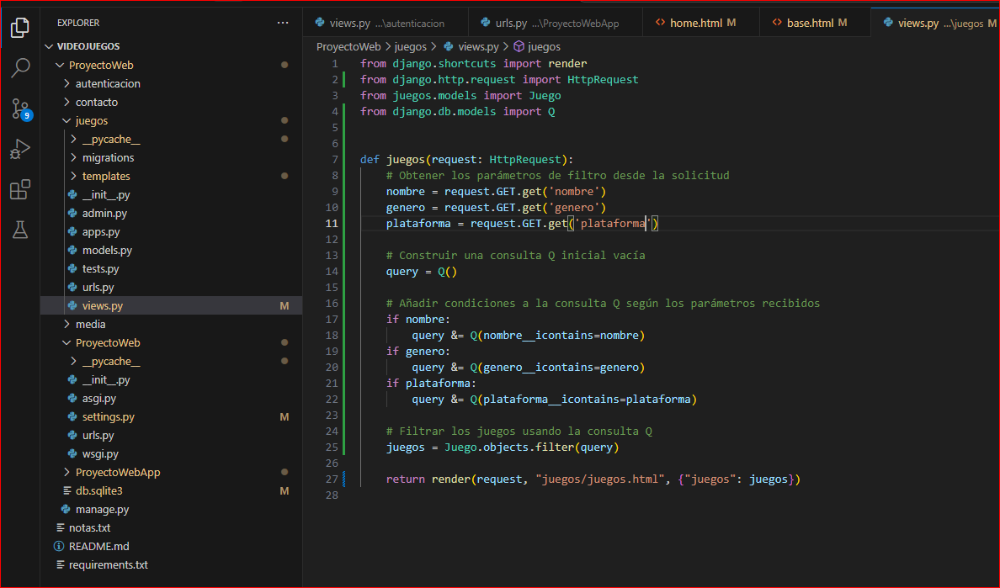 EXPLORER ···
VIDEOJUEGOS
ProyectoWeb
autenticacion
contacto
juegos
__pycache__
migrations
templates
__init__.py
admin.py
apps.py
models.py
tests.py
urls.py
views.py M
media
ProyectoWeb
__pycache__
__init__.py
asgi.py
settings.py M
urls.py
wsgi.py
ProyectoWebApp
db.sqlite3 M
manage.py
notas.txt
README.md
requirements.txt
9
views.py ...\autenticacion urls.py ...\ProyectoWebApp <> home.html M <> base.html M views.py ...\juegos M
ProyectoWeb > juegos > views.py > juegos
1 from django.shortcuts import render
2 from django.http.request import HttpRequest
3 from juegos.models import Juego
4 from django.db.models import Q
5
6
7 def juegos(request: HttpRequest):
8 # Obtener los parámetros de filtro desde la solicitud
9 nombre = request.GET.get('nombre')
10 genero = request.GET.get('genero')
11 plataforma = request.GET.get('plataforma')
12
13 # Construir una consulta Q inicial vacía
14 query = Q()
15
16 # Añadir condiciones a la consulta Q según los parámetros recibidos
17 if nombre:
18 query &= Q(nombre__icontains=nombre)
19 if genero:
20 query &= Q(genero__icontains=genero)
21 if plataforma:
22 query &= Q(plataforma__icontains=plataforma)
23
24 # Filtrar los juegos usando la consulta Q
25 juegos = Juego.objects.filter(query)
26
27 return render(request, "juegos/juegos.html", {"juegos": juegos})
28